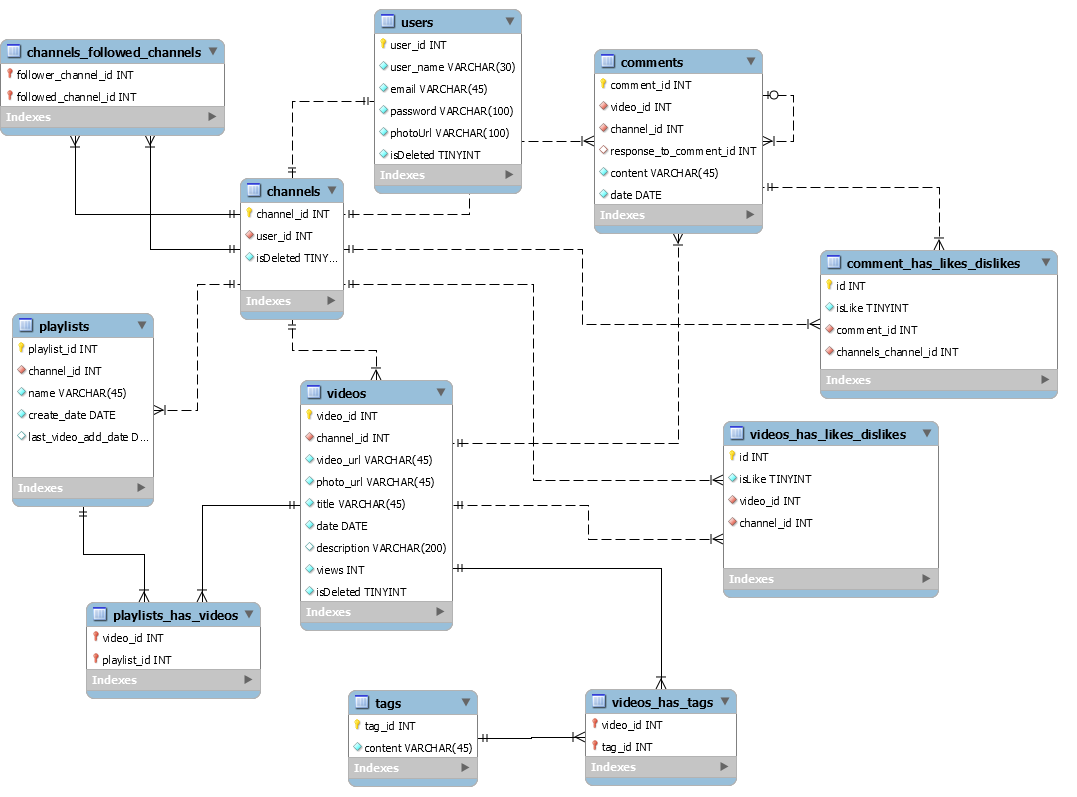 users
user_id INT
user_name VARCHAR(30)
email VARCHAR(45)
password VARCHAR(100)
photoUrl VARCHAR(100)
isDeleted TINYINT
Indexes
channels_followed_channels
follower_channel_id INT
followed_channel_id INT
Indexes
comments
comment_id INT
video_id INT
channel_id INT
response_to_comment_id INT
content VARCHAR(45)
date DATE
Indexes
channels
channel_id INT
user_id INT
isDeleted TINY...
Indexes
comment_has_likes_dislikes
id INT
isLike TINYINT
comment_id INT
channels_channel_id INT
Indexes
playlists
playlist_id INT
channel_id INT
name VARCHAR(45)
create_date DATE
last_video_add_date D...
Indexes
videos
video_id INT
channel_id INT
video_url VARCHAR(45)
photo_url VARCHAR(45)
title VARCHAR(45)
date DATE
description VARCHAR(200)
views INT
isDeleted TINYINT
Indexes
videos_has_likes_dislikes
id INT
isLike TINYINT
video_id INT
channel_id INT
Indexes
playlists_has_videos
video_id INT
playlist_id INT
Indexes
tags
tag_id INT
content VARCHAR(45)
Indexes
videos_has_tags
video_id INT
tag_id INT
Indexes